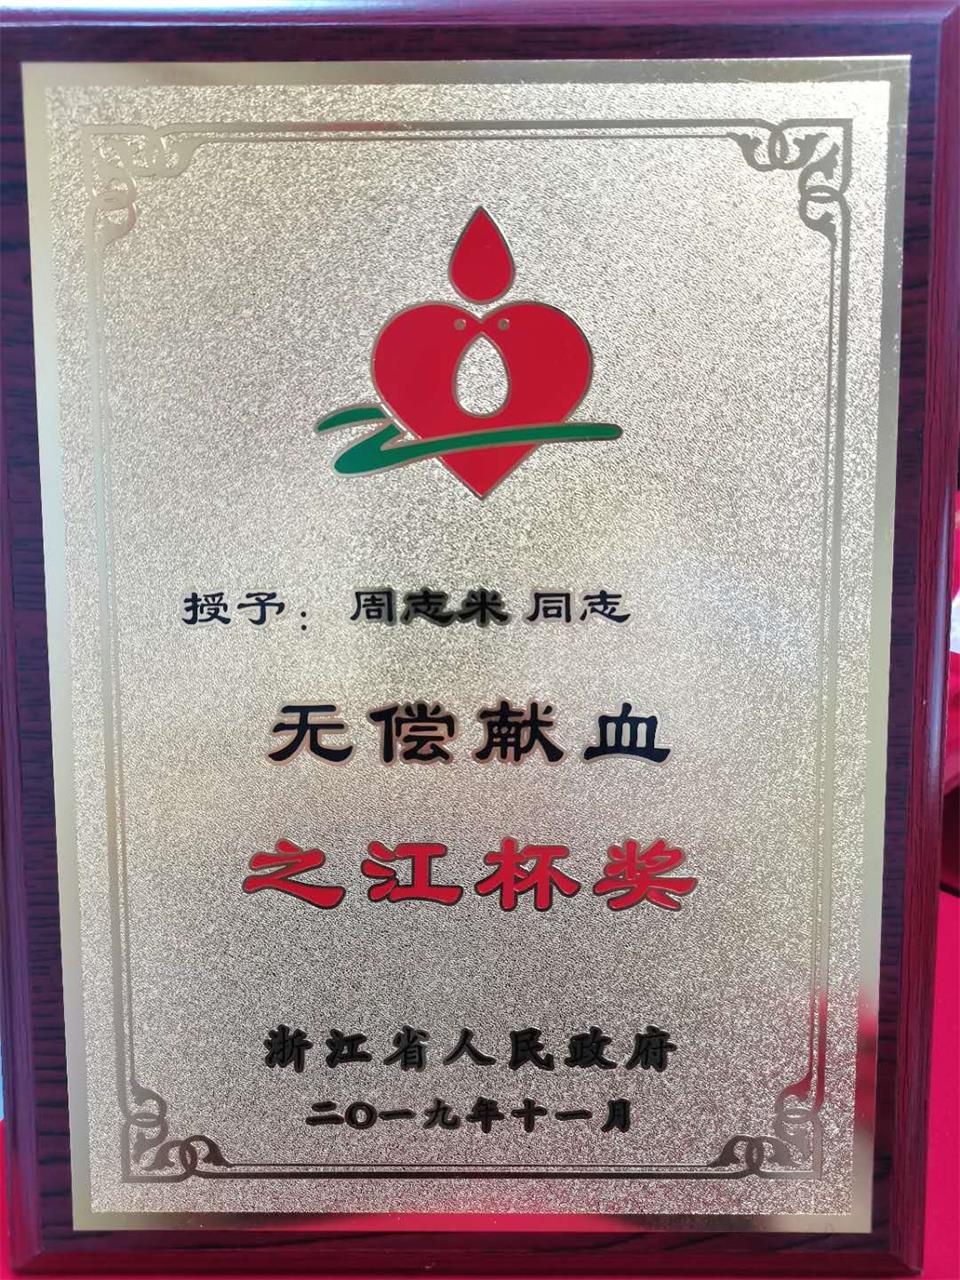 授予：周志米 同志
无偿献血
之江杯奖
浙江省人民政府
二〇一九年十一月